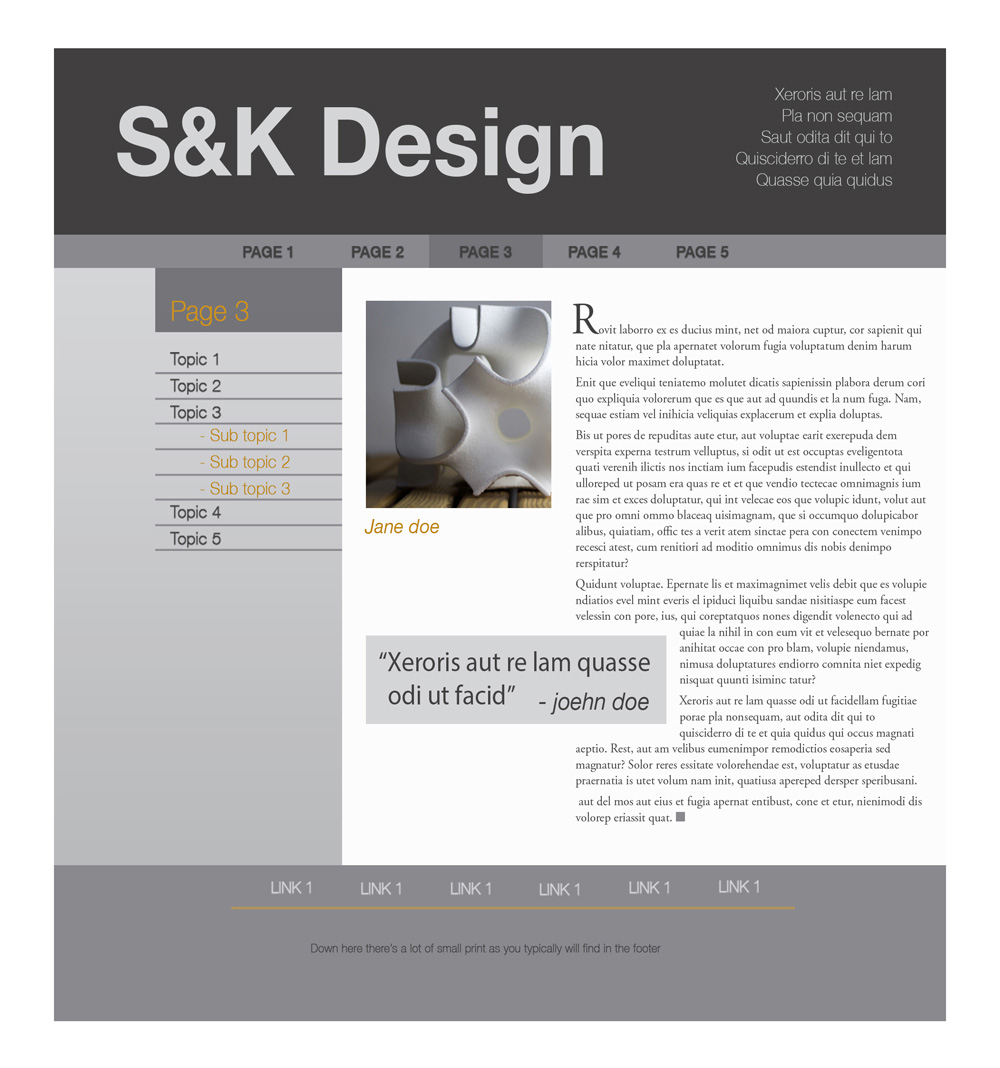 S&K Design
Xeroris aut re lam
Pla non sequam
Saut odita dit qui to
Quisciderro di te et lam
Quasse quia quidus
PAGE 1 PAGE 2 PAGE 3 PAGE 4 PAGE 5
Page 3
Topic 1
Topic 2
Topic 3
- Sub topic 1
- Sub topic 2
- Sub topic 3
Topic 4
Topic 5
Jane doe
Rovit laborro ex es ducius mint, net od maiora cuptur, cor sapienit qui
nate nitatur, que pla apernatet volorum fugia voluptatum denim harum
hicia volor maximet doluptatat.
Enit que eveliqui teniatemo molutet dicatis sapienissin plabora derum cori
quo expliquia volorerum que es que aut ad quundis et la num fuga. Nam,
sequae estiam vel inihicia veliquias explacerum et explia doluptas.
Bis ut pores de repuditas aute etur, aut voluptae earit exerepuda dem
verspita experna testrum velluptus, si odit ut est occuptas eveligentota
quati verenih ilictis nos inctiam ium facepudis estendist inullecto et qui
ulloreped ut posam era quas re et et que vendio tectecae omnimagnis ium
rae sim et exces doluptatur, qui int velecae eos que volupic idunt, volut aut
que pro omni ommo blaceaq uisimagnam, que si occumquo dolupicabor
alibus, quiatiam, offic tes a verit atem sinctae pera con conectem venimpo
recesci atest, cum renitiori ad moditio omnimus dis nobis denimpo
rerspitatur?
Quidunt voluptae. Epernate lis et maximagnimet velis debit que es volupie
ndiatios evel mint everis el ipiduci liquibu sandae nisitiaspe eum facest
velessin con pore, ius, qui coreptatquos nones digendit volenecto qui ad
quiae la nihil in con eum vit et velesequo bernate por
anihitat occae con pro blam, volupie niendamus,
nimusa doluptatures endiorro comnita niet expedig
nisquat quunti isiminc tatur?
Xeroris aut re lam quasse odi ut facidellam fugitiae
porae pla nonsequam, aut odita dit qui to
quisciderro di te et quia quidus qui occus magnati
aeptio. Rest, aut am velibus eumenimpor remodictios eosaperia sed
magnatur? Solor reres essitate volorehendae est, voluptatur as etusdae
praernatia is utet volum nam init, quatiusa apereped dersper speribusani.
aut del mos aut eius et fugia apernat entibust, cone et etur, nienimodi dis
volorep eriassit quat.
“Xeroris aut re lam quasse
odi ut facid” - joehn doe
LINK 1 LINK 1 LINK 1 LINK 1 LINK 1 LINK 1
Down here there's a lot of small print as you typically will find in the footer